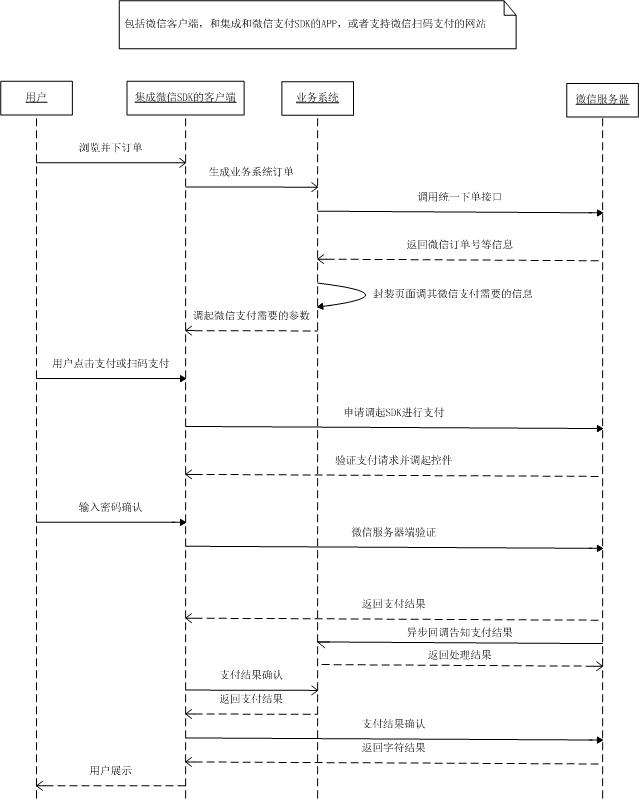 包括微信客户端，和集成和微信支付SDK的APP，或者支持微信扫码支付的网站
用户
集成微信SDK的客户端
业务系统
微信服务器
浏览并下订单
生成业务系统订单
调用统一下单接口
返回微信订单号等信息
封装页面调其微信支付需要的信息
调起微信支付需要的参数
用户点击支付或扫码支付
申请调起SDK进行支付
验证支付请求并调起控件
输入密码确认
微信服务器端验证
返回支付结果
异步回调告知支付结果
返回处理结果
支付结果确认
返回支付结果
支付结果确认
返回字符结果
用户展示